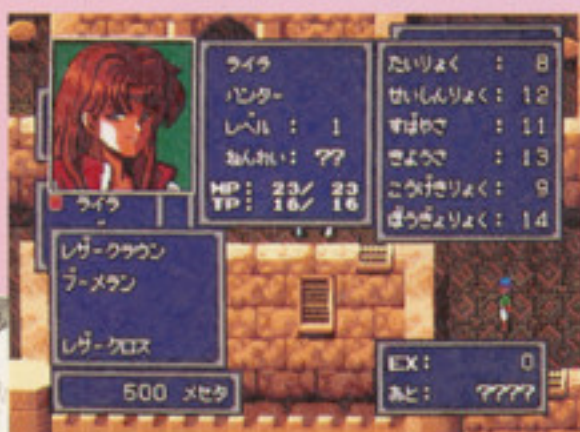 ライラ
ハンター
レベル : 1
ねんれい : ??
HP: 23/ 23
TP: 16/ 16
たいりょく : 8
せいしんりょく: 12
すばやさ : 11
きようさ : 13
こうげきりょく: 9
ぼうぎょりょく: 14
ライラ
レザークラウン
ブーメラン
レザークロス
500 メセタ
EX: 0
あと: ????